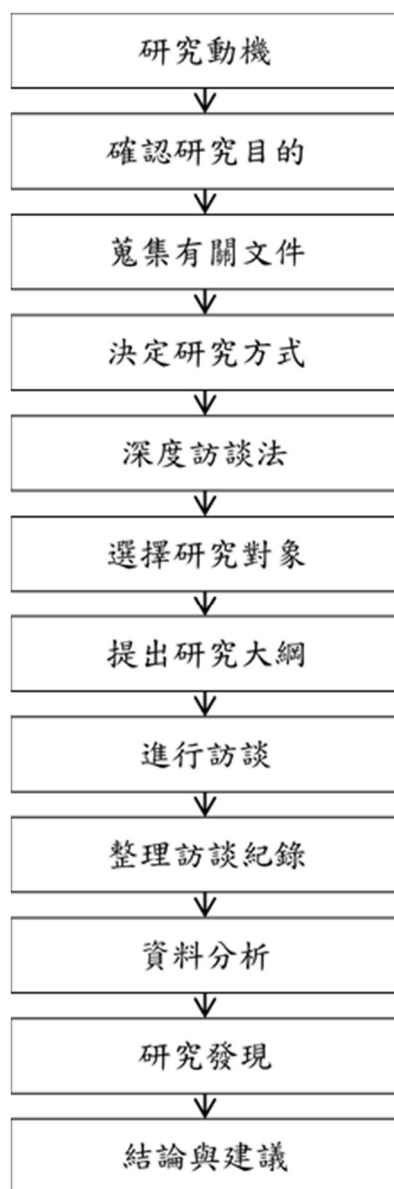 研究動機
確認研究目的
蒐集有關文件
決定研究方式
深度訪談法
選擇研究對象
提出研究大綱
進行訪談
整理訪談紀錄
資料分析
研究發現
結論與建議